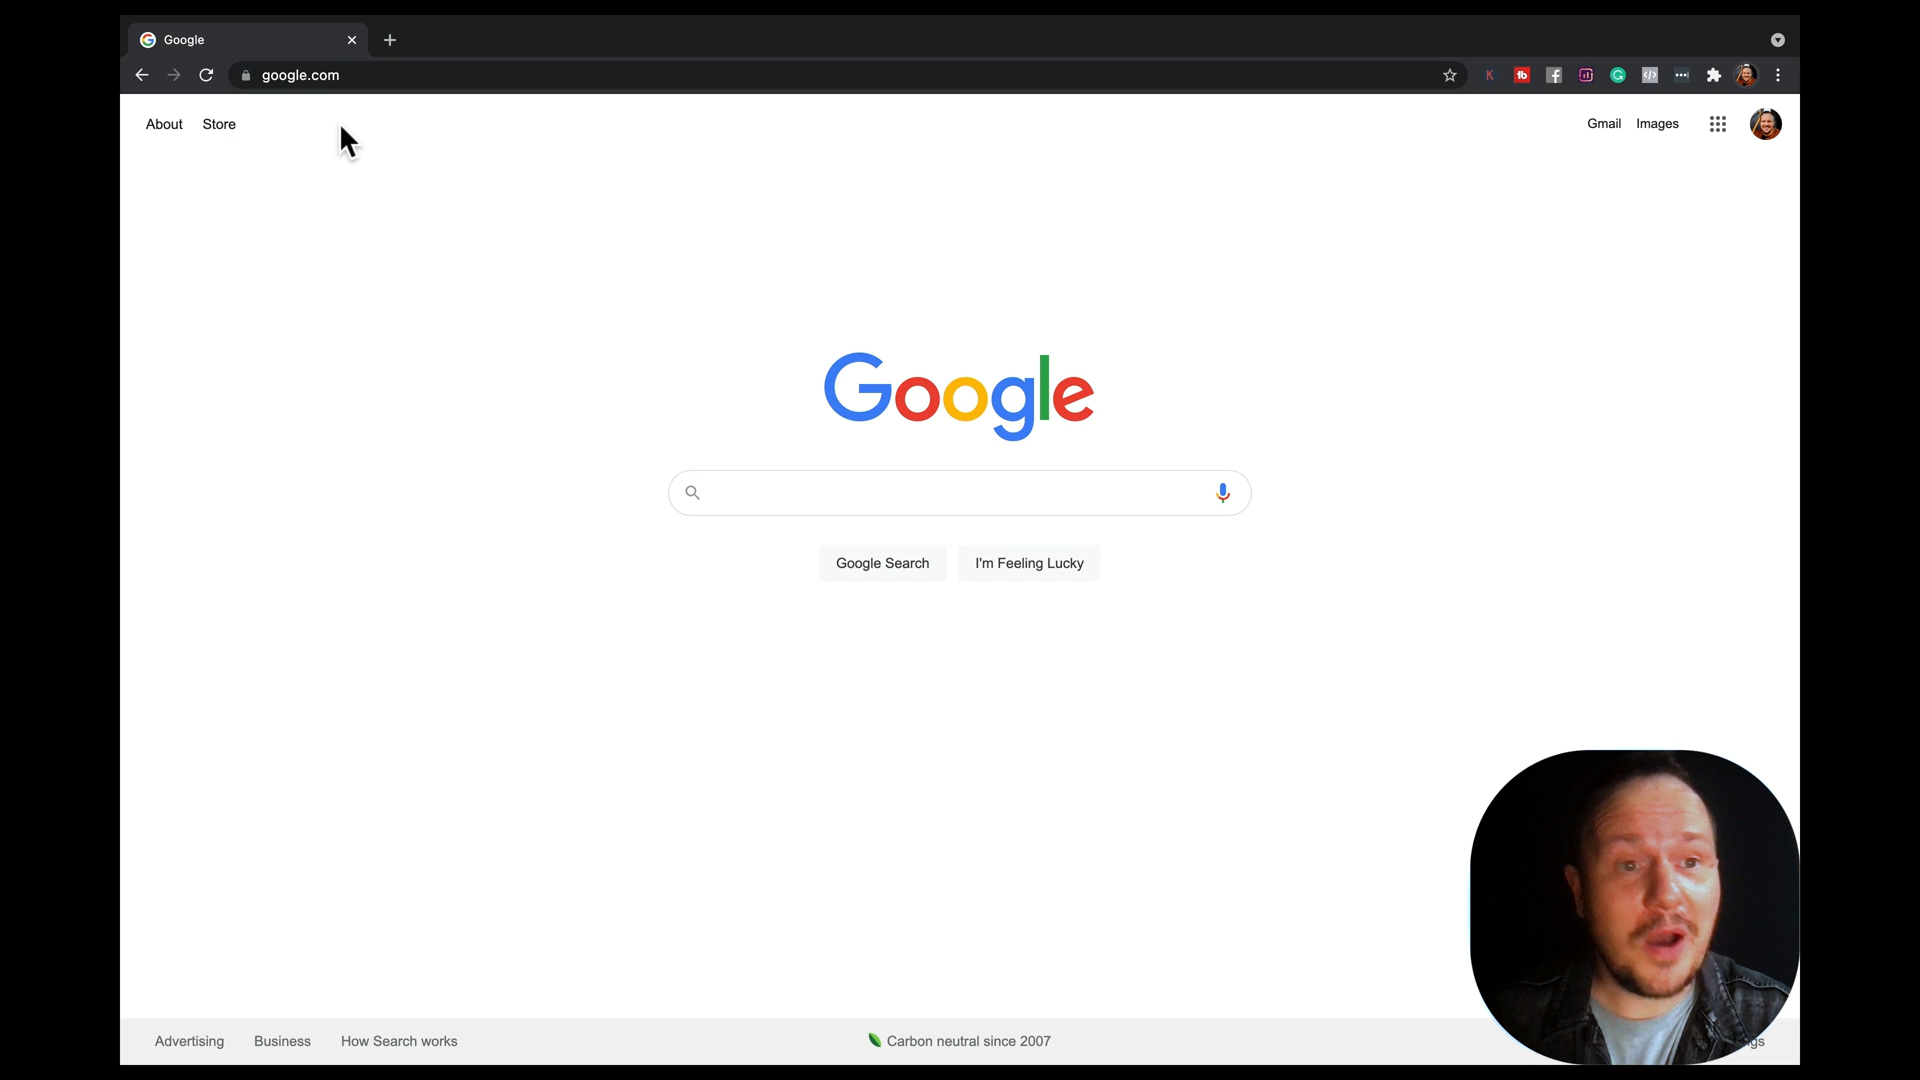 Google
google.com
About Store
Gmail Images
Google
Google Search I'm Feeling Lucky
Advertising Business How Search works
Carbon neutral since 2007